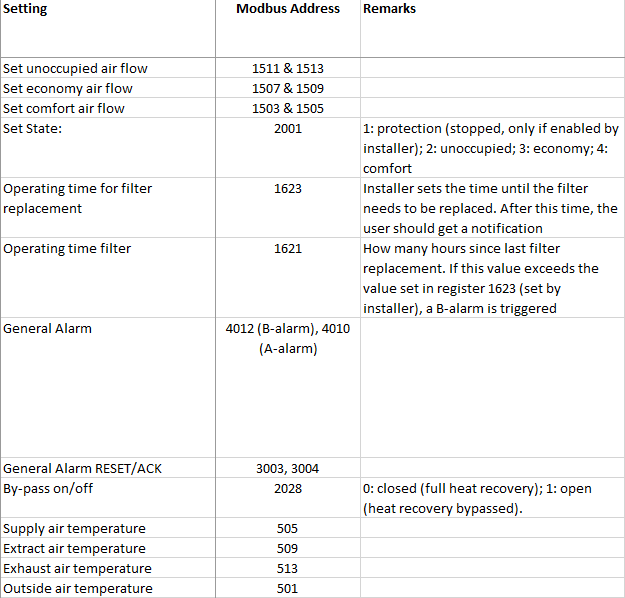 Setting Modbus Address Remarks
Set unoccupied air flow 1511 & 1513
Set economy air flow 1507 & 1509
Set comfort air flow 1503 & 1505
Set State: 2001 1: protection (stopped, only if enabled by
installer); 2: unoccupied; 3: economy; 4:
comfort
Operating time for filter 1623 Installer sets the time until the filter
replacement needs to be replaced. After this time, the
user should get a notification
Operating time filter 1621 How many hours since last filter
replacement. If this value exceeds the
value set in register 1623 (set by
installer), a B-alarm is triggered
General Alarm 4012 (B-alarm), 4010
(A-alarm)
General Alarm RESET/ACK 3003, 3004
By-pass on/off 2028 0: closed (full heat recovery); 1: open
(heat recovery bypassed).
Supply air temperature 505
Extract air temperature 509
Exhaust air temperature 513
Outside air temperature 501